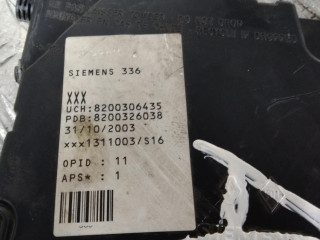 SIEMENS 336
XXX
UCH:8200306435
PDB:8200326038
31/10/2003
xxx1311003/S16
OPID : 11
APS* : 1